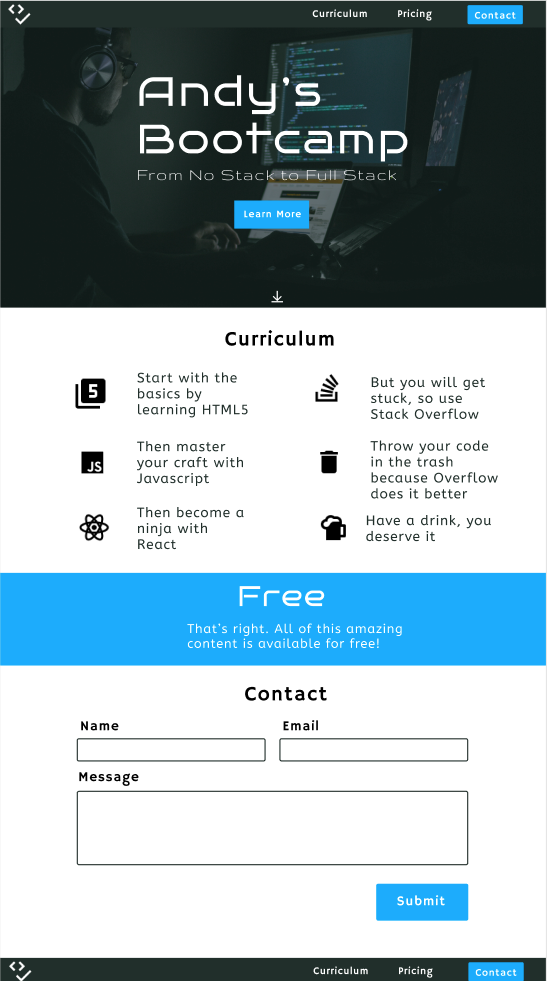 Curriculum Pricing Contact
Andy's
Bootcamp
From No Stack to Full Stack
Learn More
Curriculum
5
Start with the
basics by
learning HTML5
JS
Then master
your craft with
Javascript
Then become a
ninja with
React
But you will get
stuck, so use
Stack Overflow
Throw your code
in the trash
because Overflow
does it better
Have a drink, you
deserve it
Free
That's right. All of this amazing
content is available for free!
Contact
Name Email
Message
Submit
Curriculum Pricing Contact